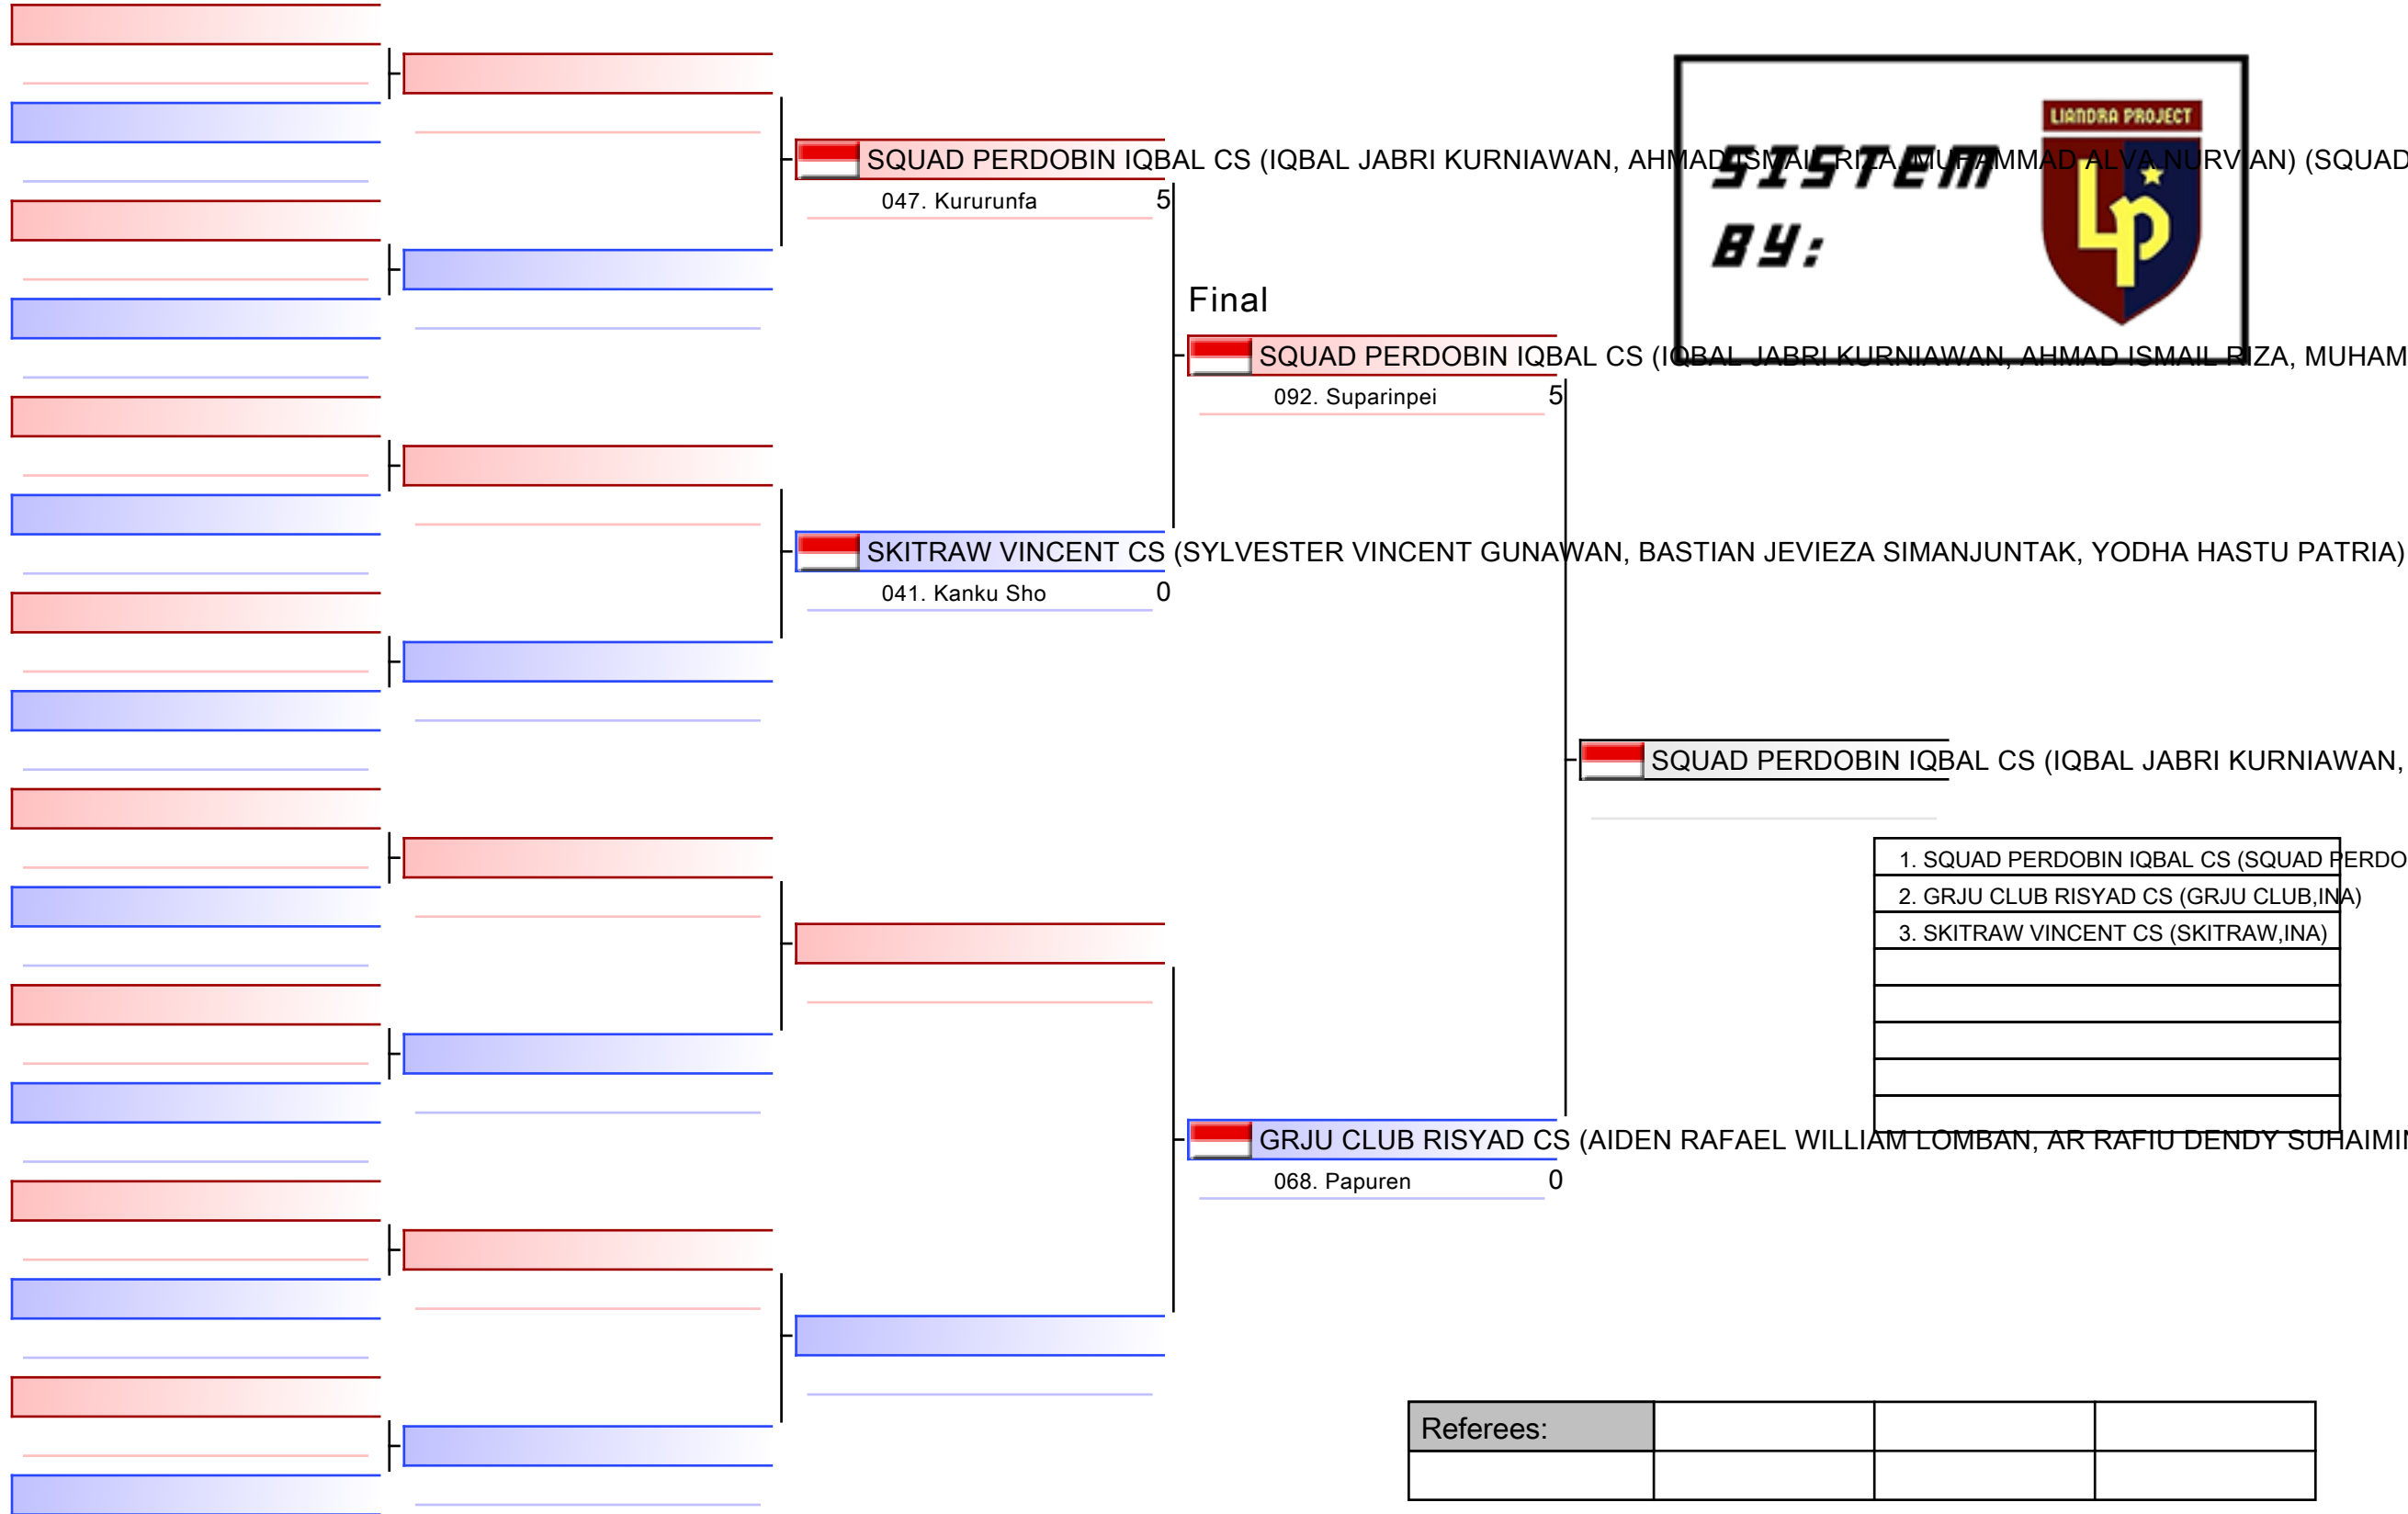 LIANDRA PROJECT
SISTEM
BY:
Lp
SQUAD PERDOBIN IQBAL CS (IQBAL JABRI KURNIAWAN, AHMAD ISMAIL RIZA, MUHAMMAD ALVA NURVIAN) (SQUAD
047. Kururunfa 5
Final
SQUAD PERDOBIN IQBAL CS (IQBAL JABRI KURNIAWAN, AHMAD ISMAIL RIZA, MUHAM
092. Suparinpei 5
SKITRAW VINCENT CS (SYLVESTER VINCENT GUNAWAN, BASTIAN JEVIEZA SIMANJUNTAK, YODHA HASTU PATRIA)
041. Kanku Sho 0
SQUAD PERDOBIN IQBAL CS (IQBAL JABRI KURNIAWAN,
1. SQUAD PERDOBIN IQBAL CS (SQUAD PERDO
2. GRJU CLUB RISYAD CS (GRJU CLUB,INA)
3. SKITRAW VINCENT CS (SKITRAW,INA)
GRJU CLUB RISYAD CS (AIDEN RAFAEL WILLIAM LOMBAN, AR RAFIU DENDY SUHAIMI
068. Papuren 0
Referees: